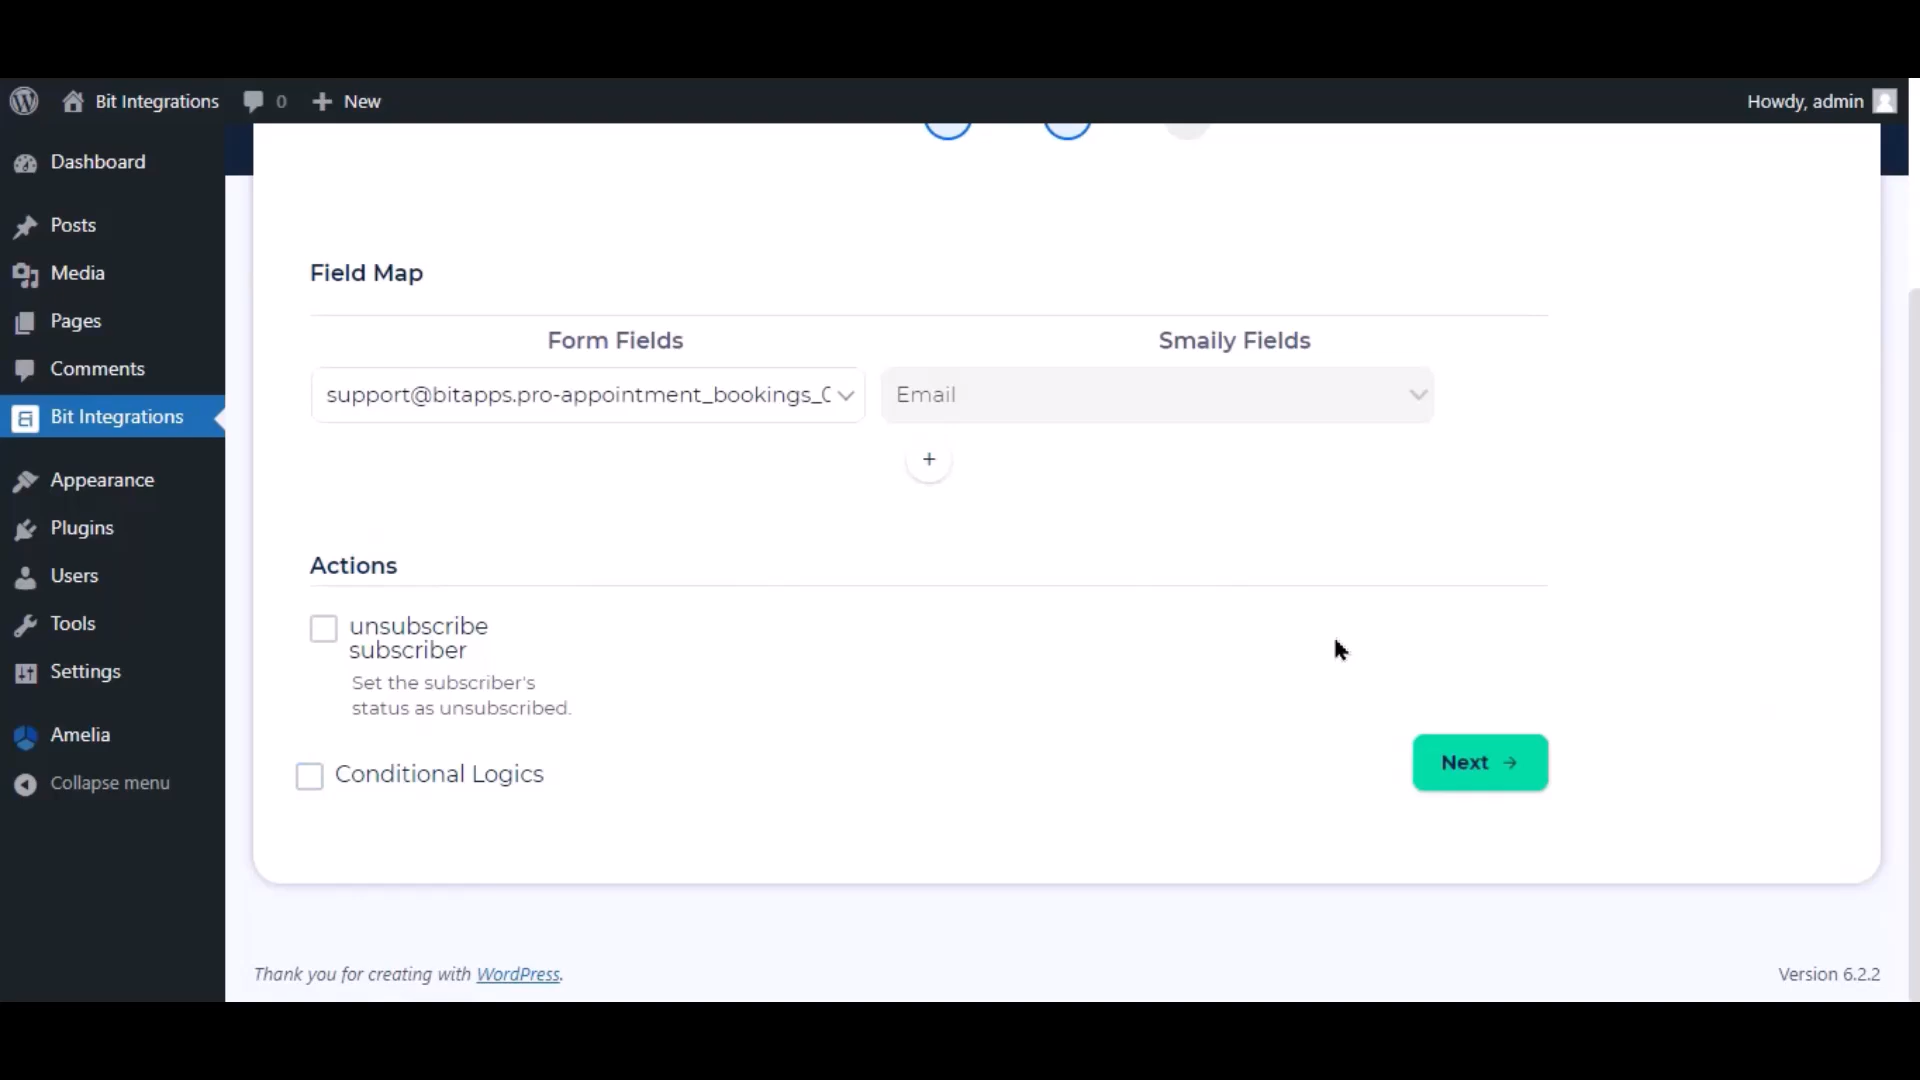 Bit Integrations 0 New Howdy, admin
Dashboard
Posts
Media
Pages
Comments
Bit Integrations
Appearance
Plugins
Users
Tools
Settings
Amelia
Collapse menu
Field Map
Form Fields Smaily Fields
support@bitapps.pro-appointment_bookings_ Email
+
Actions
unsubscribe
subscriber
Set the subscriber's
status as unsubscribed.
Conditional Logics
Next →
Thank you for creating with WordPress. Version 6.2.2